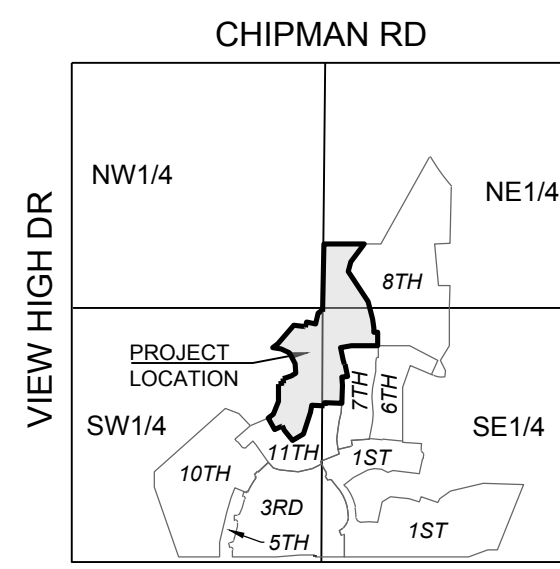 CHIPMAN RD
VIEW HIGH DR
NW1/4
NE1/4
8TH
PROJECT
LOCATION
7TH
6TH
SW1/4
SE1/4
11TH
1ST
10TH
3RD
1ST
5TH